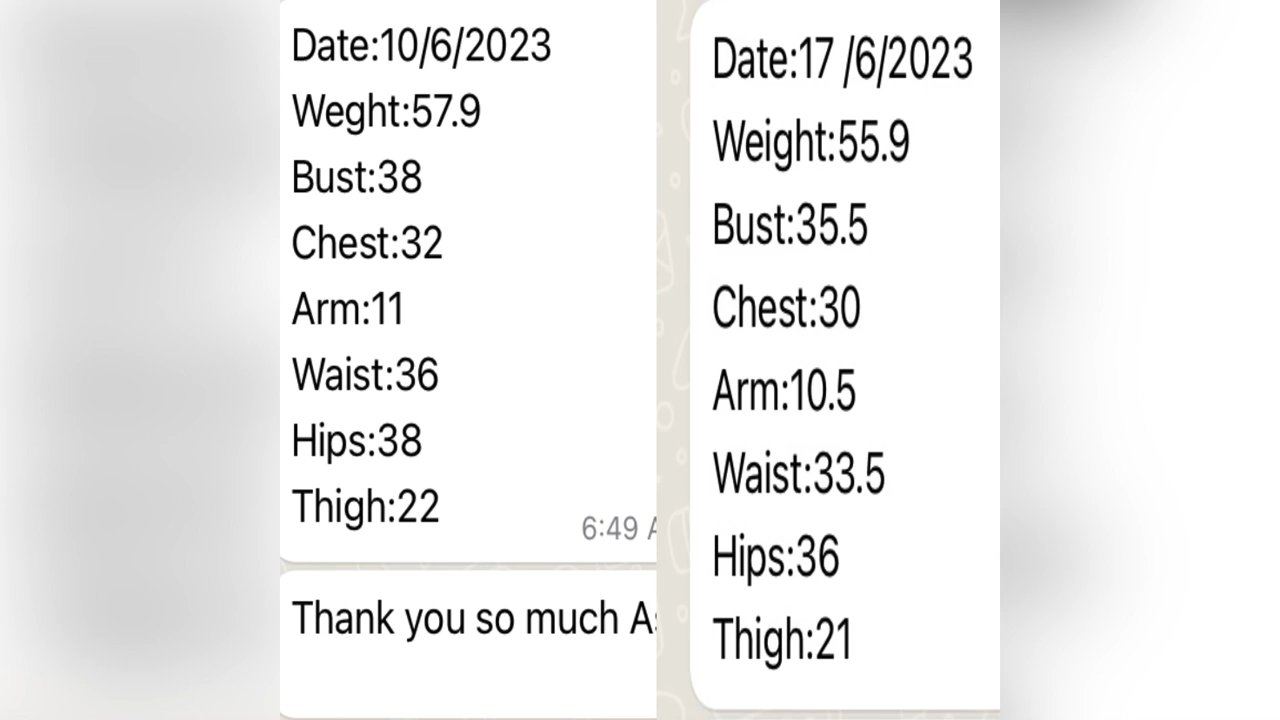 Date:10/6/2023
Weght:57.9
Bust:38
Chest:32
Arm:11
Waist:36
Hips:38
Thigh:22
6:49
Thank you so much
Date:17 /6/2023
Weight:55.9
Bust:35.5
Chest:30
Arm:10.5
Waist:33.5
Hips:36
Thigh:21